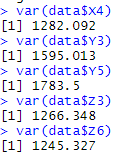 > var(data$X4)
[1] 1282.092
> var(data$Y3)
[1] 1595.013
> var(data$Y5)
[1] 1783.5
> var(data$Z3)
[1] 1266.348
> var(data$Z6)
[1] 1245.327